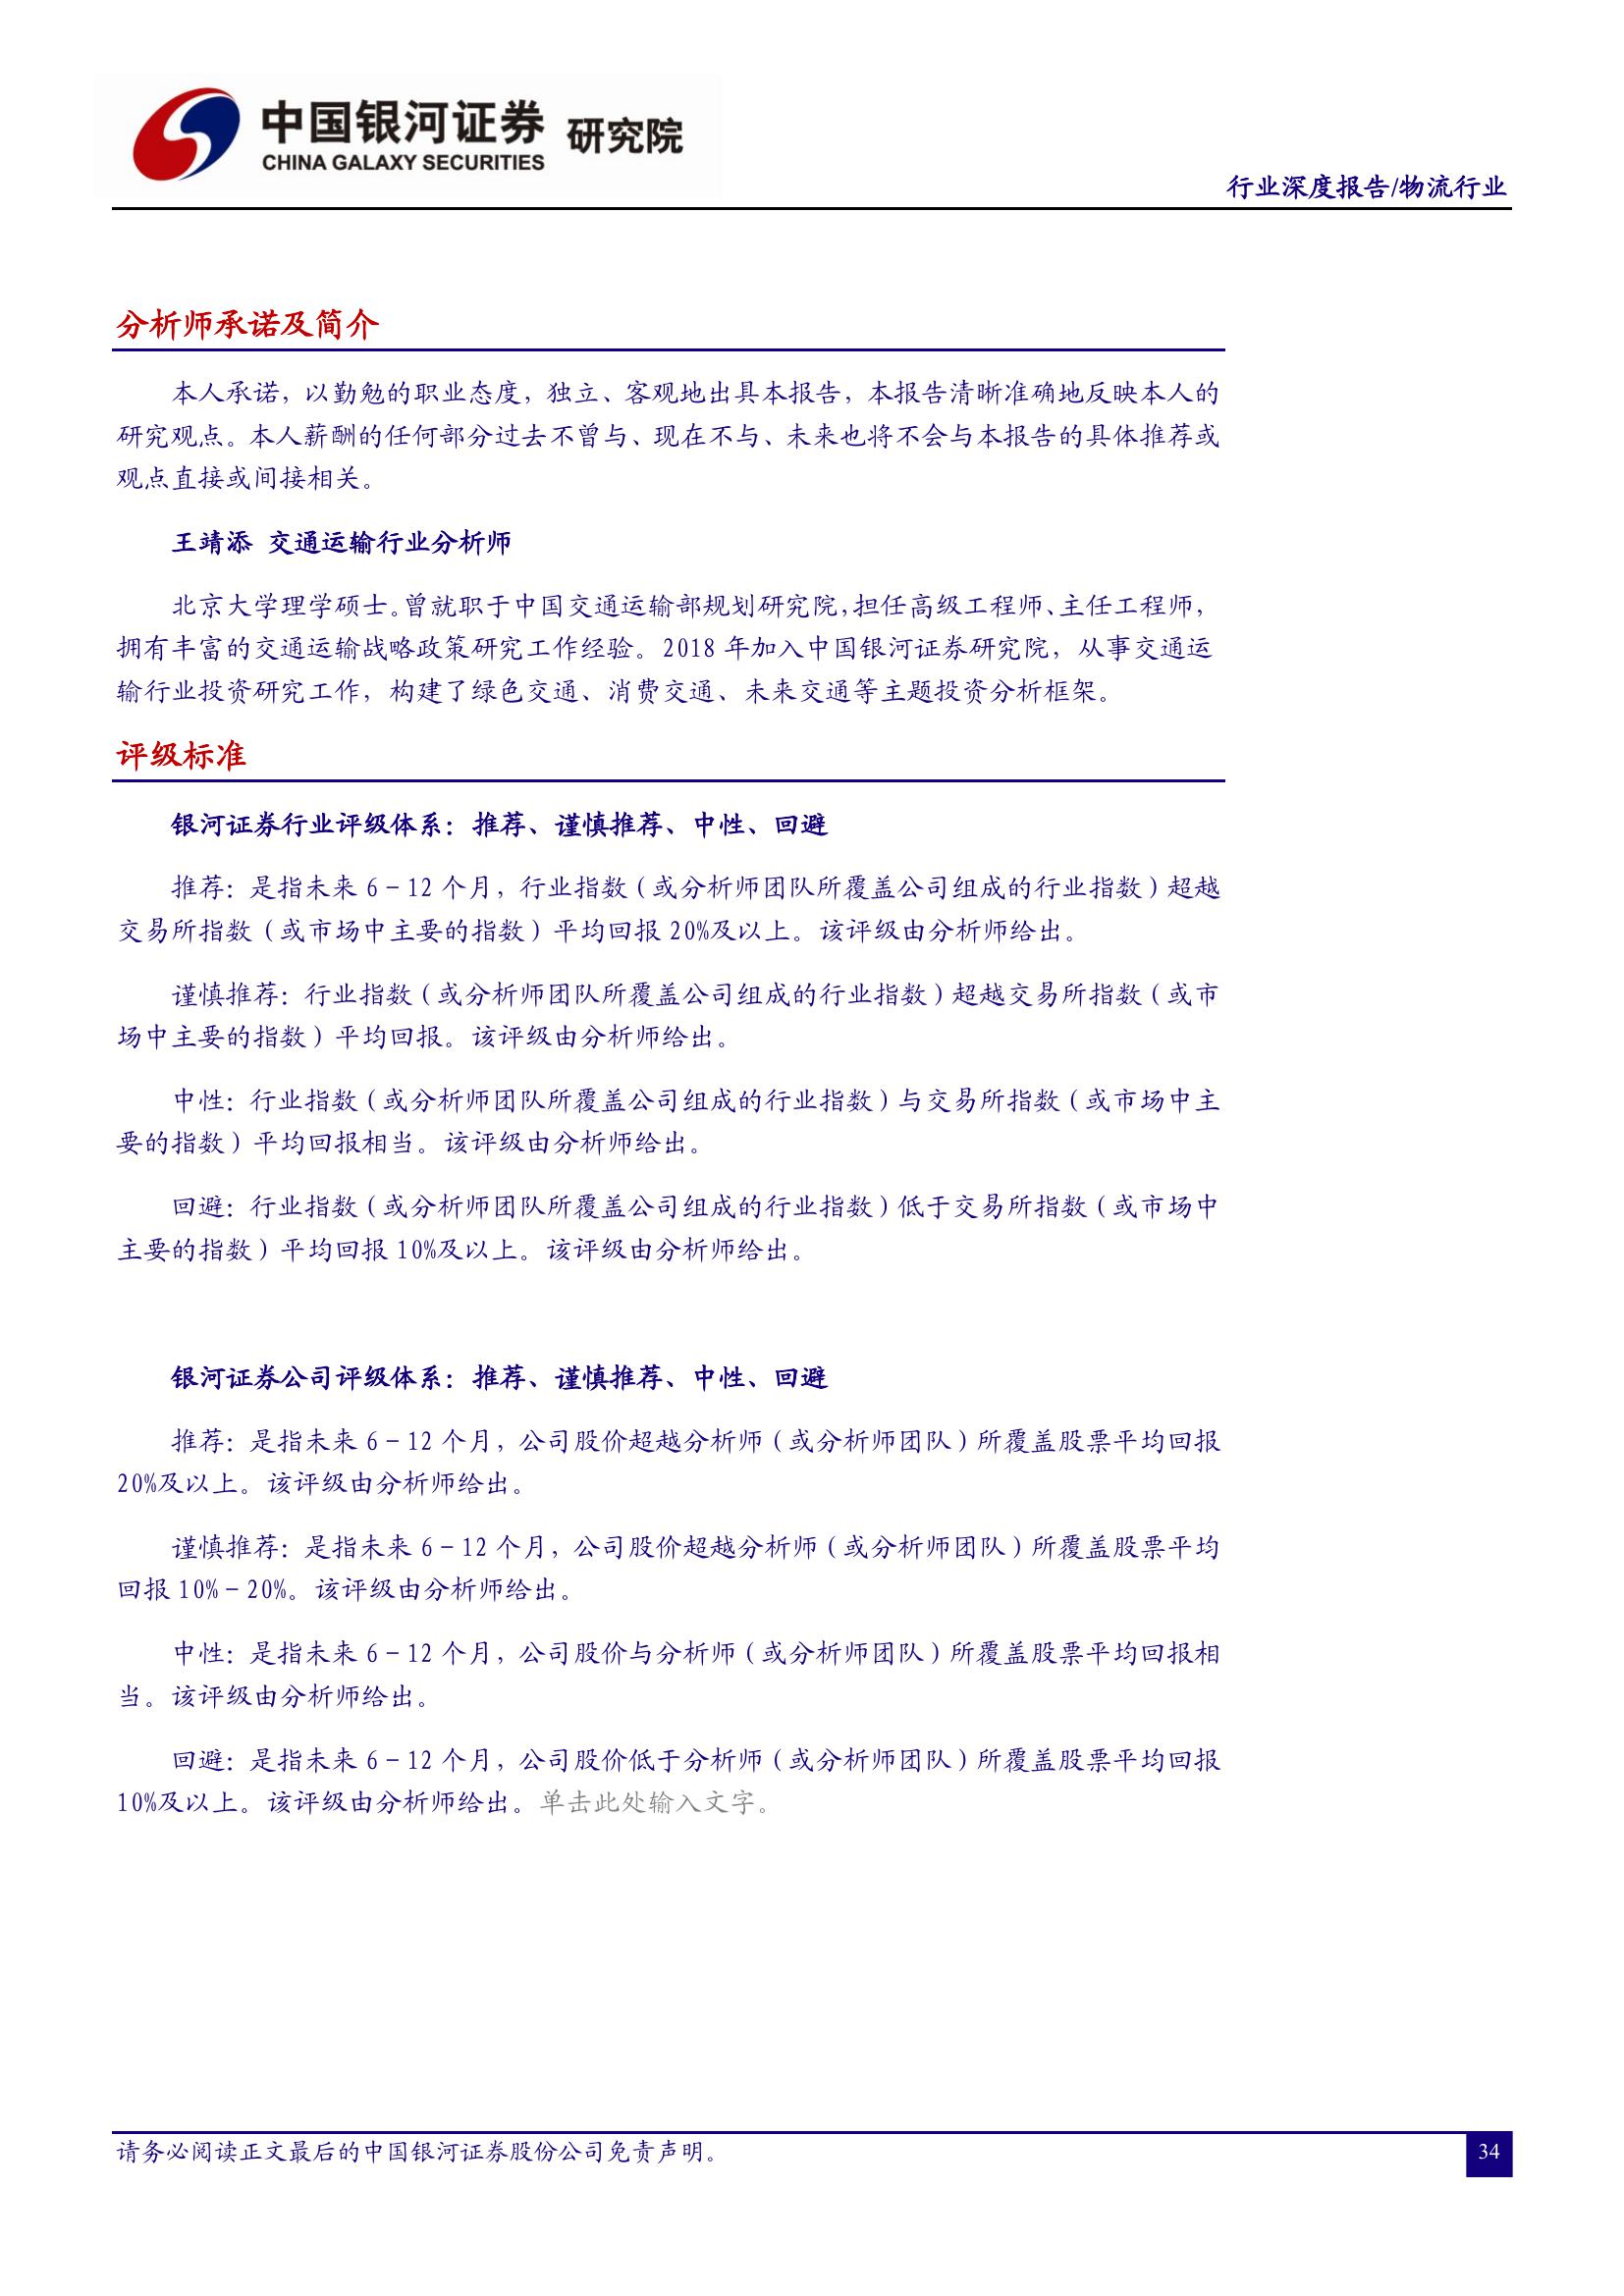 中国银河证券 研究院
CHINA GALAXY SECURITIES
行业深度报告/物流行业
分析师承诺及简介
本人承诺，以勤勉的职业态度，独立、客观地出具本报告，本报告清晰准确地反映本人的
研究观点。本人薪酬的任何部分过去不曾与、现在不与、未来也将不会与本报告的具体推荐或
观点直接或间接相关。
王靖添 交通运输行业分析师
北京大学理学硕士。曾就职于中国交通运输部规划研究院，担任高级工程师、主任工程师，
拥有丰富的交通运输战略政策研究工作经验。2018 年加入中国银河证券研究院，从事交通运
输行业投资研究工作，构建了绿色交通、消费交通、未来交通等主题投资分析框架。
评级标准
银河证券行业评级体系：推荐、谨慎推荐、中性、回避
推荐：是指未来 6－12 个月，行业指数（或分析师团队所覆盖公司组成的行业指数）超越
交易所指数（或市场中主要的指数）平均回报 20%及以上。该评级由分析师给出。
谨慎推荐：行业指数（或分析师团队所覆盖公司组成的行业指数）超越交易所指数（或市
场中主要的指数）平均回报。该评级由分析师给出。
中性：行业指数（或分析师团队所覆盖公司组成的行业指数）与交易所指数（或市场中主
要的指数）平均回报相当。该评级由分析师给出。
回避：行业指数（或分析师团队所覆盖公司组成的行业指数）低于交易所指数（或市场中
主要的指数）平均回报 10%及以上。该评级由分析师给出。
银河证券公司评级体系：推荐、谨慎推荐、中性、回避
推荐：是指未来 6－12 个月，公司股价超越分析师（或分析师团队）所覆盖股票平均回报
20%及以上。该评级由分析师给出。
谨慎推荐：是指未来 6－12 个月，公司股价超越分析师（或分析师团队）所覆盖股票平均
回报 10%－20%。该评级由分析师给出。
中性：是指未来 6－12 个月，公司股价与分析师（或分析师团队）所覆盖股票平均回报相
当。该评级由分析师给出。
回避：是指未来 6－12 个月，公司股价低于分析师（或分析师团队）所覆盖股票平均回报
10%及以上。该评级由分析师给出。单击此处输入文字。
请务必阅读正文最后的中国银河证券股份公司免责声明。
34